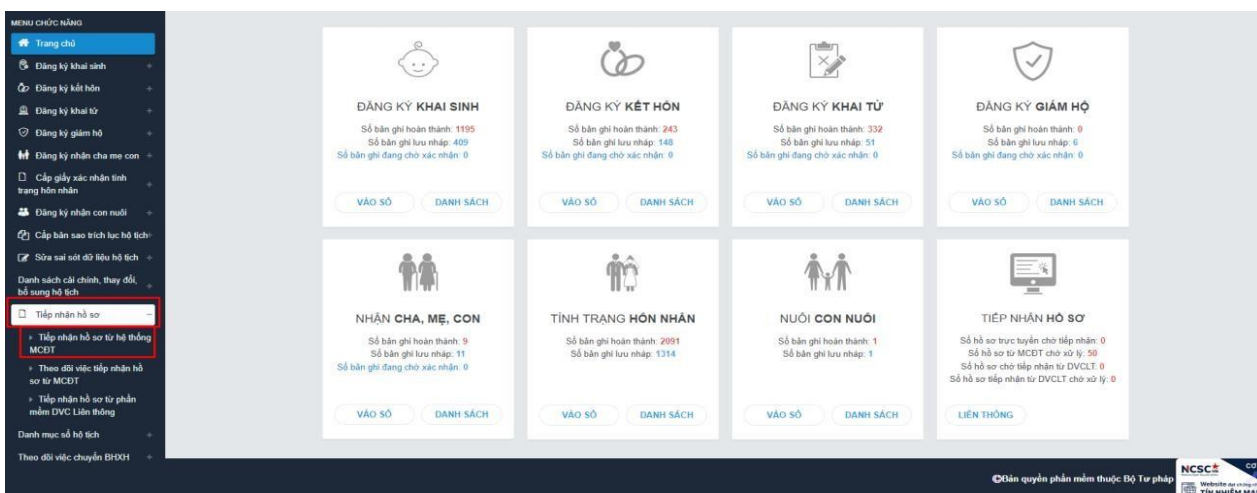 MENU CHỨC NĂNG
Trang chủ
Đăng ký khai sinh +
Đăng ký kết hôn +
Đăng ký khai tử +
Đăng ký giám hộ +
Đăng ký nhận cha mẹ con +
Cấp giấy xác nhận tình
trạng hôn nhân +
Đăng ký nhận con nuôi +
Cấp bản sao trích lục hộ tịch +
Sửa sai sót dữ liệu hộ tịch +
Danh sách cải chính, thay đổi,
bổ sung hộ tịch +
Tiếp nhận hồ sơ −
Tiếp nhận hồ sơ từ hệ thống
MCĐT
Theo dõi việc tiếp nhận hồ
sơ từ MCĐT
Tiếp nhận hồ sơ từ phần
mềm DVC Liên thông
Danh mục sổ hộ tịch +
Theo dõi việc chuyển BHXH +
ĐĂNG KÝ KHAI SINH
Số bản ghi hoàn thành: 1195
Số bản ghi lưu nháp: 409
Số bản ghi đang chờ xác nhận: 0
VÀO SỔ DANH SÁCH
ĐĂNG KÝ KẾT HÔN
Số bản ghi hoàn thành: 243
Số bản ghi lưu nháp: 148
Số bản ghi đang chờ xác nhận: 0
VÀO SỔ DANH SÁCH
ĐĂNG KÝ KHAI TỬ
Số bản ghi hoàn thành: 332
Số bản ghi lưu nháp: 51
Số bản ghi đang chờ xác nhận: 0
VÀO SỔ DANH SÁCH
ĐĂNG KÝ GIÁM HỘ
Số bản ghi hoàn thành: 0
Số bản ghi lưu nháp: 6
Số bản ghi đang chờ xác nhận: 0
VÀO SỔ DANH SÁCH
NHẬN CHA, MẸ, CON
Số bản ghi hoàn thành: 9
Số bản ghi lưu nháp: 11
Số bản ghi đang chờ xác nhận: 0
VÀO SỔ DANH SÁCH
TÌNH TRẠNG HÔN NHÂN
Số bản ghi hoàn thành: 2091
Số bản ghi lưu nháp: 1314
VÀO SỔ DANH SÁCH
NUÔI CON NUÔI
Số bản ghi hoàn thành: 1
Số bản ghi lưu nháp: 1
VÀO SỔ DANH SÁCH
TIẾP NHẬN HỒ SƠ
Số hồ sơ trực tuyến chờ tiếp nhận: 0
Số hồ sơ từ MCĐT chờ xử lý: 50
Số hồ sơ chờ tiếp nhận từ DVCLT: 0
Số hồ sơ tiếp nhận từ DVCLT chờ xử lý: 0
LIÊN THÔNG
©Bản quyền phần mềm thuộc Bộ Tư pháp
NCSC
Website
TÍN NHIỆM